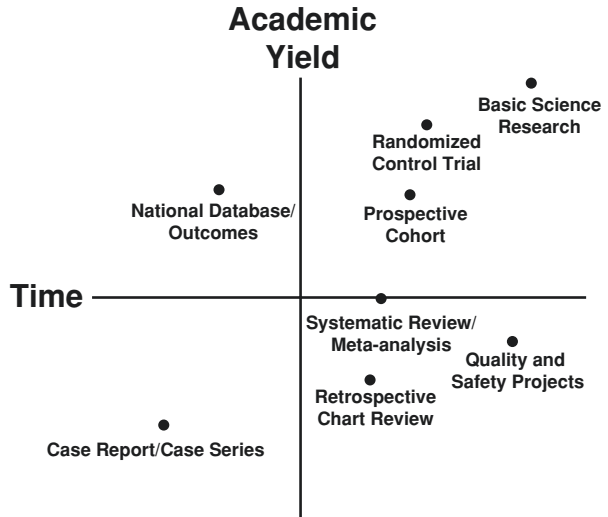 Academic
Yield
Basic Science
Research
Randomized
Control Trial
National Database/
Outcomes
Prospective
Cohort
Time
Systematic Review/
Meta-analysis
Quality and
Safety Projects
Retrospective
Chart Review
Case Report/Case Series